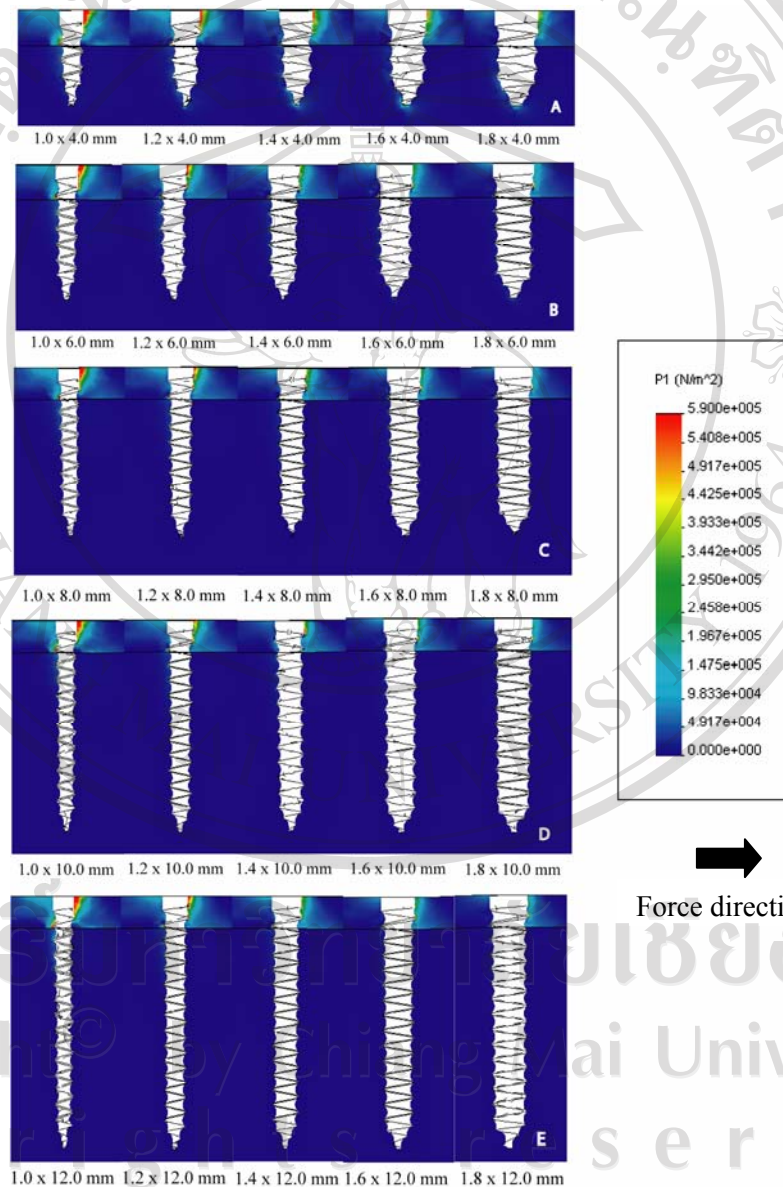 A
1.0 x 4.0 mm 1.2 x 4.0 mm 1.4 x 4.0 mm 1.6 x 4.0 mm 1.8 x 4.0 mm
B
1.0 x 6.0 mm 1.2 x 6.0 mm 1.4 x 6.0 mm 1.6 x 6.0 mm 1.8 x 6.0 mm
C
1.0 x 8.0 mm 1.2 x 8.0 mm 1.4 x 8.0 mm 1.6 x 8.0 mm 1.8 x 8.0 mm
D
1.0 x 10.0 mm 1.2 x 10.0 mm 1.4 x 10.0 mm 1.6 x 10.0 mm 1.8 x 10.0 mm
E
1.0 x 12.0 mm 1.2 x 12.0 mm 1.4 x 12.0 mm 1.6 x 12.0 mm 1.8 x 12.0 mm
P1 (N/m^2)
5.900e+005
5.408e+005
4.917e+005
4.425e+005
3.933e+005
3.442e+005
2.950e+005
2.458e+005
1.967e+005
1.475e+005
9.833e+004
4.917e+004
0.000e+000
Force directi
ht© by Chiang Mai Univ
rights reser